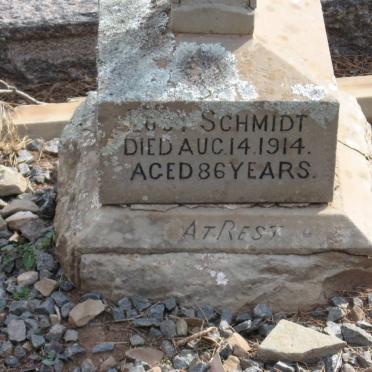 SCHMIDT
DIED AUG.14.1914.
AGED 86 YEARS.
AT REST